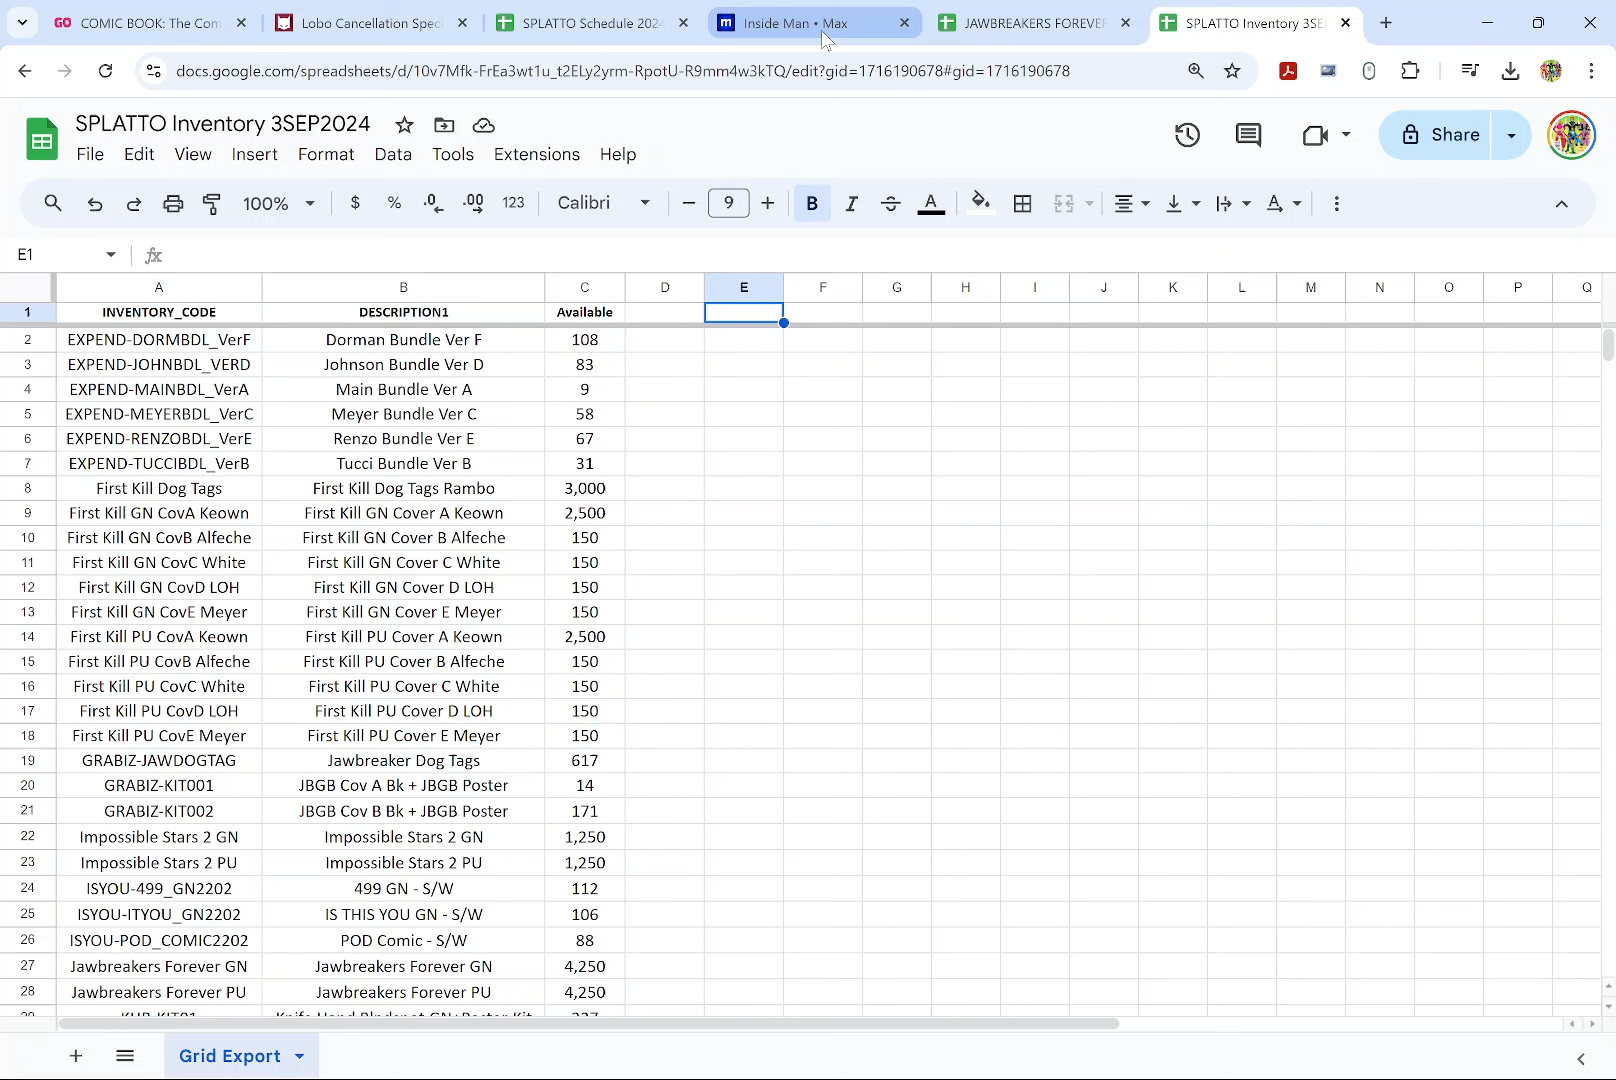 COMIC BOOK: The Com
Lobo Cancellation Spec
SPLATTO Schedule 2024
Inside Man • Max
JAWBREAKERS FOREVER
SPLATTO Inventory 3SE
docs.google.com/spreadsheets/d/10v7Mfk-FrEa3wt1u_t2ELy2yrm-RpotU-R9mm4w3kTQ/edit?gid=1716190678#gid=1716190678
SPLATTO Inventory 3SEP2024
File Edit View Insert Format Data Tools Extensions Help
Share
100% $ % .0 .00 123 Calibri 9 B I A
E1 fx
A B C D E F G H I J K L M N O P Q
1 INVENTORY_CODE DESCRIPTION1 Available
2 EXPEND-DORMBDL_VerF Dorman Bundle Ver F 108
3 EXPEND-JOHNBDL_VERD Johnson Bundle Ver D 83
4 EXPEND-MAINBDL_VerA Main Bundle Ver A 9
5 EXPEND-MEYERBDL_VerC Meyer Bundle Ver C 58
6 EXPEND-RENZOBDL_VerE Renzo Bundle Ver E 67
7 EXPEND-TUCCIBDL_VerB Tucci Bundle Ver B 31
8 First Kill Dog Tags First Kill Dog Tags Rambo 3,000
9 First Kill GN CovA Keown First Kill GN Cover A Keown 2,500
10 First Kill GN CovB Alfeche First Kill GN Cover B Alfeche 150
11 First Kill GN CovC White First Kill GN Cover C White 150
12 First Kill GN CovD LOH First Kill GN Cover D LOH 150
13 First Kill GN CovE Meyer First Kill GN Cover E Meyer 150
14 First Kill PU CovA Keown First Kill PU Cover A Keown 2,500
15 First Kill PU CovB Alfeche First Kill PU Cover B Alfeche 150
16 First Kill PU CovC White First Kill PU Cover C White 150
17 First Kill PU CovD LOH First Kill PU Cover D LOH 150
18 First Kill PU CovE Meyer First Kill PU Cover E Meyer 150
19 GRABIZ-JAWDOGTAG Jawbreaker Dog Tags 617
20 GRABIZ-KIT001 JBGB Cov A Bk + JBGB Poster 14
21 GRABIZ-KIT002 JBGB Cov B Bk + JBGB Poster 171
22 Impossible Stars 2 GN Impossible Stars 2 GN 1,250
23 Impossible Stars 2 PU Impossible Stars 2 PU 1,250
24 ISYOU-499_GN2202 499 GN - S/W 112
25 ISYOU-ITYOU_GN2202 IS THIS YOU GN - S/W 106
26 ISYOU-POD_COMIC2202 POD Comic - S/W 88
27 Jawbreakers Forever GN Jawbreakers Forever GN 4,250
28 Jawbreakers Forever PU Jawbreakers Forever PU 4,250
Grid Export